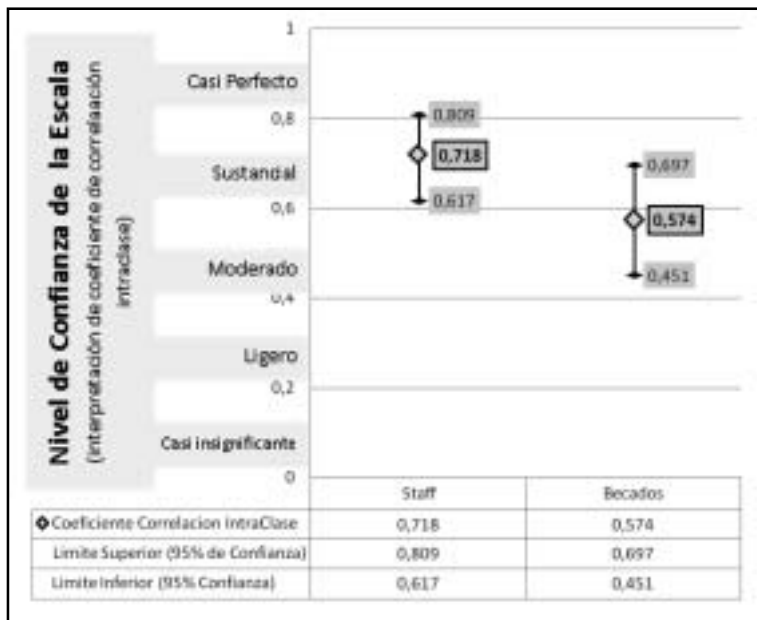 Nivel de Confianza de la Escala
(interpretación de coeficiente de correlaación
intraclase)
1
Casi Perfecto
0,8
Sustancial
0,6
Moderado
0,4
Ligero
0,2
Casi insignificante
0
0,809
0,718
0,617
0,697
0,574
0,451
Staff Becados
Coeficiente Correlacion IntraClase 0,718 0,574
Limite Superior (95% de Confianza) 0,809 0,697
Limite Inferior (95% Confianza) 0,617 0,451